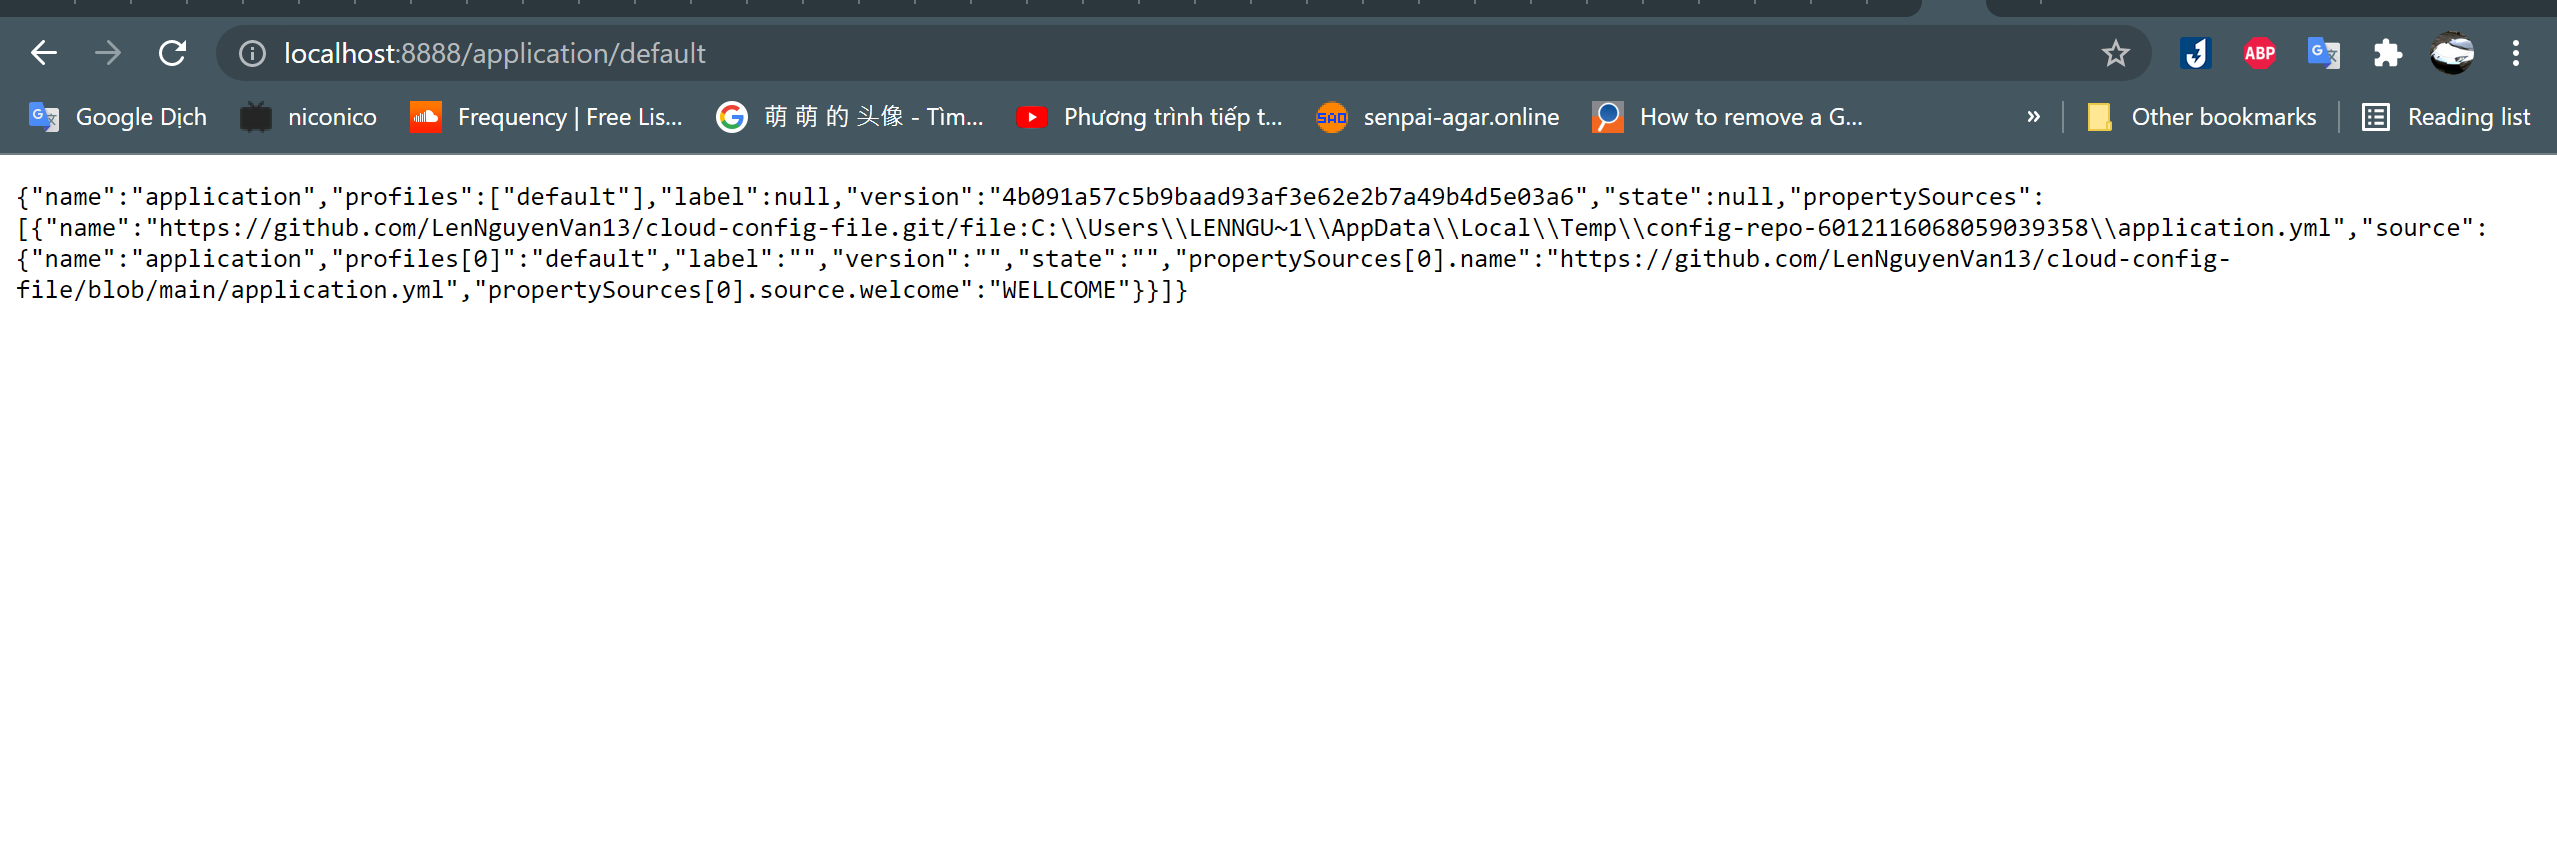 localhost:8888/application/default
ABP
Google Dịch niconico Frequency | Free Lis... 萌 萌 的 头像 - Tìm... Phương trình tiếp t... SAO senpai-agar.online How to remove a G... » Other bookmarks Reading list
{"name":"application","profiles":["default"],"label":null,"version":"4b091a57c5b9baad93af3e62e2b7a49b4d5e03a6","state":null,"propertySources":
[{"name":"https://github.com/LenNguyenVan13/cloud-config-file.git/file:C:\\Users\\LENNGU~1\\AppData\\Local\\Temp\\config-repo-6012116068059039358\\application.yml","source":
{"name":"application","profiles[0]":"default","label":"","version":"","state":"","propertySources[0].name":"https://github.com/LenNguyenVan13/cloud-config-
file/blob/main/application.yml","propertySources[0].source.welcome":"WELLCOME"}}]}